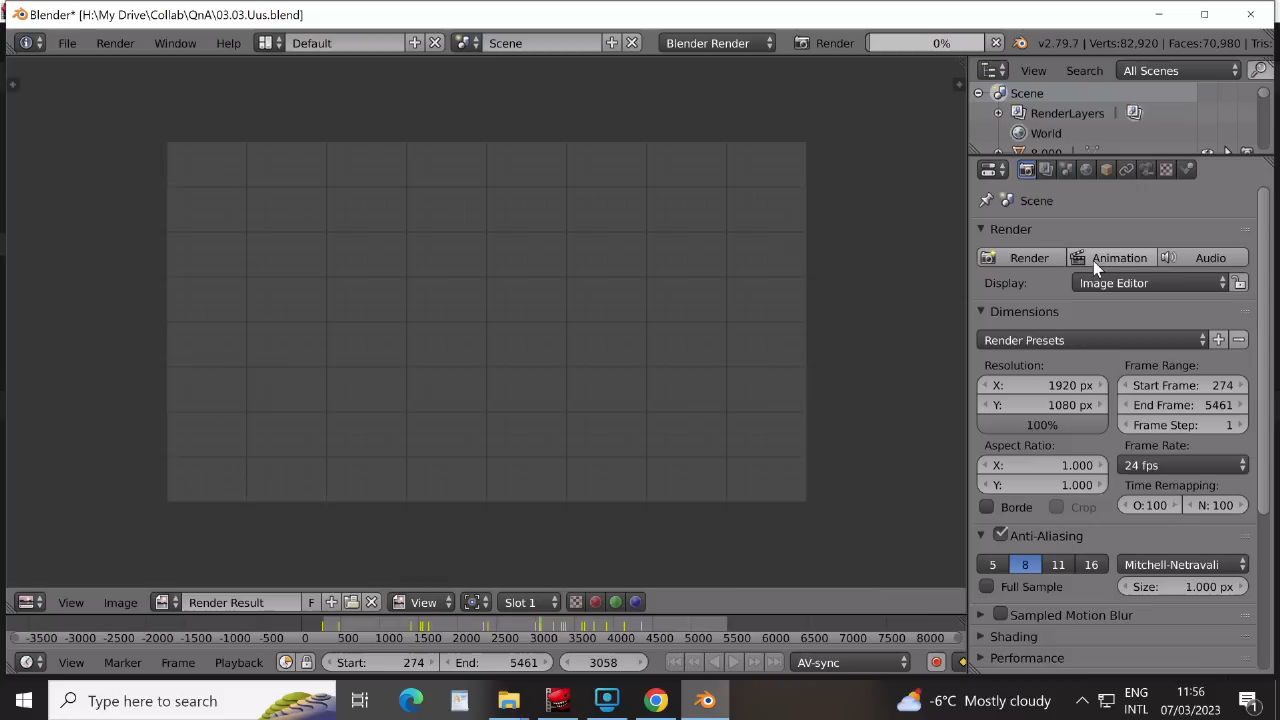 Blender* [H:\My Drive\Collab\QnA\03.03.Uus.blend]
File Render Window Help Default Scene Blender Render Render 0% v2.79.7 | Verts:82,920 | Faces:70,980 | Tris:
View Search All Scenes
Scene
RenderLayers
World
8.000
Scene
Render
Render Animation Audio
Display: Image Editor
Dimensions
Render Presets
Resolution: Frame Range:
X: 1920 px Start Frame: 274
Y: 1080 px End Frame: 5461
100% Frame Step: 1
Aspect Ratio: Frame Rate:
X: 1.000 24 fps
Y: 1.000 Time Remapping:
Borde Crop O:100 N: 100
Anti-Aliasing
5 8 11 16 Mitchell-Netravali
Full Sample Size: 1.000 px
Sampled Motion Blur
Shading
Performance
View Image Render Result F View Slot 1
-3500 -3000 -2500 -2000 -1500 -1000 -500 0 500 1000 1500 2000 2500 3000 3500 4000 4500 5000 5500 6000 6500 7000 7500 8000
View Marker Frame Playback Start: 274 End: 5461 3058 AV-sync
Type here to search -6°C Mostly cloudy ENG 11:56
INTL 07/03/2023 1